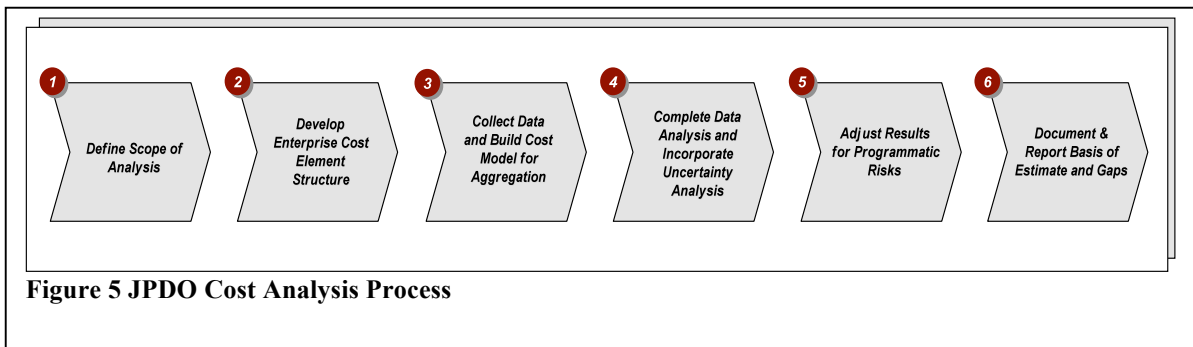 1
Define Scope of
Analysis
2
Develop
Enterprise Cost
Element
Structure
3
Collect Data
and Build Cost
Model for
Aggregation
4
Complete Data
Analysis and
Incorporate
Uncertainty
Analysis
5
Adjust Results
for Programmatic
Risks
6
Document &
Report Basis of
Estimate and Gaps
Figure 5 JPDO Cost Analysis Process